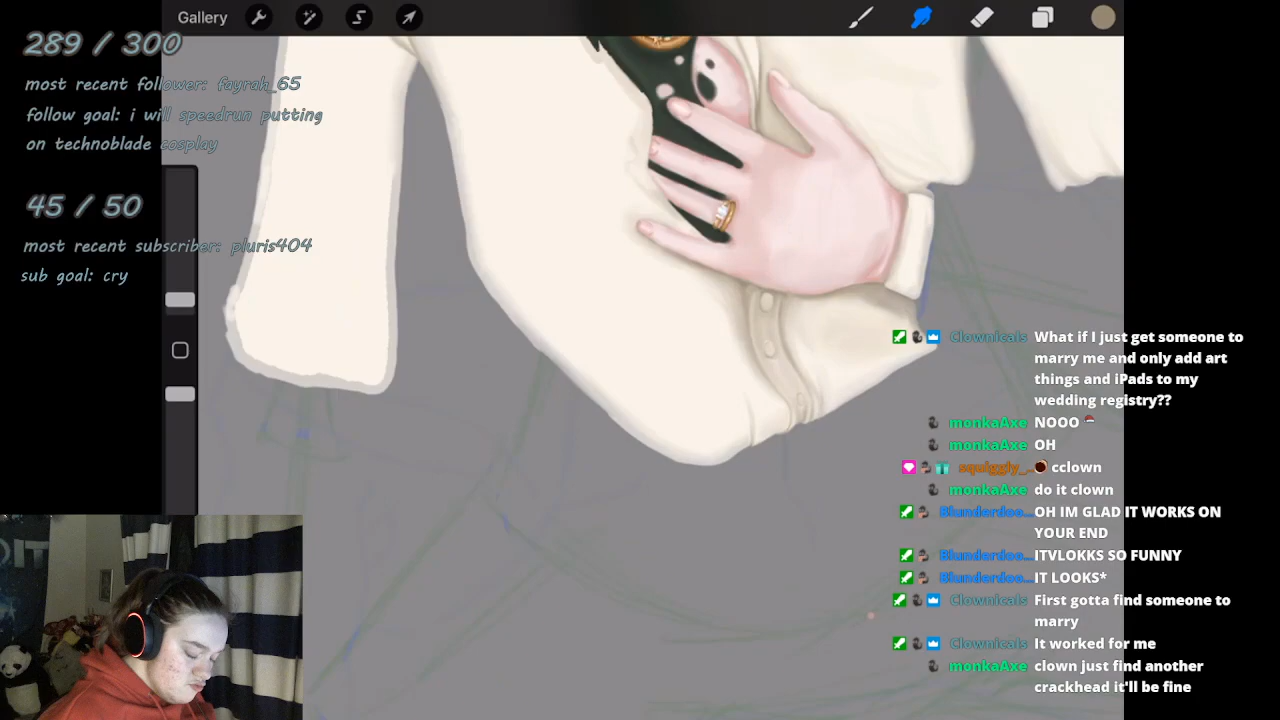 Gallery
289 / 300
most recent follower: fayrah_65
follow goal: i will speedrun putting
on technoblade cosplay
45 / 50
most recent subscriber: pluris404
sub goal: cry
Clownicals What if I just get someone to
marry me and only add art
things and iPads to my
wedding registry??
monkaAxe NOOO
monkaAxe OH
squiggly_... cclown
monkaAxe do it clown
Blunderdoo... OH IM GLAD IT WORKS ON
YOUR END
Blunderdoo... ITVLOKKS SO FUNNY
Blunderdoo... IT LOOKS*
Clownicals First gotta find someone to
marry
Clownicals It worked for me
monkaAxe clown just find another
crackhead it'll be fine